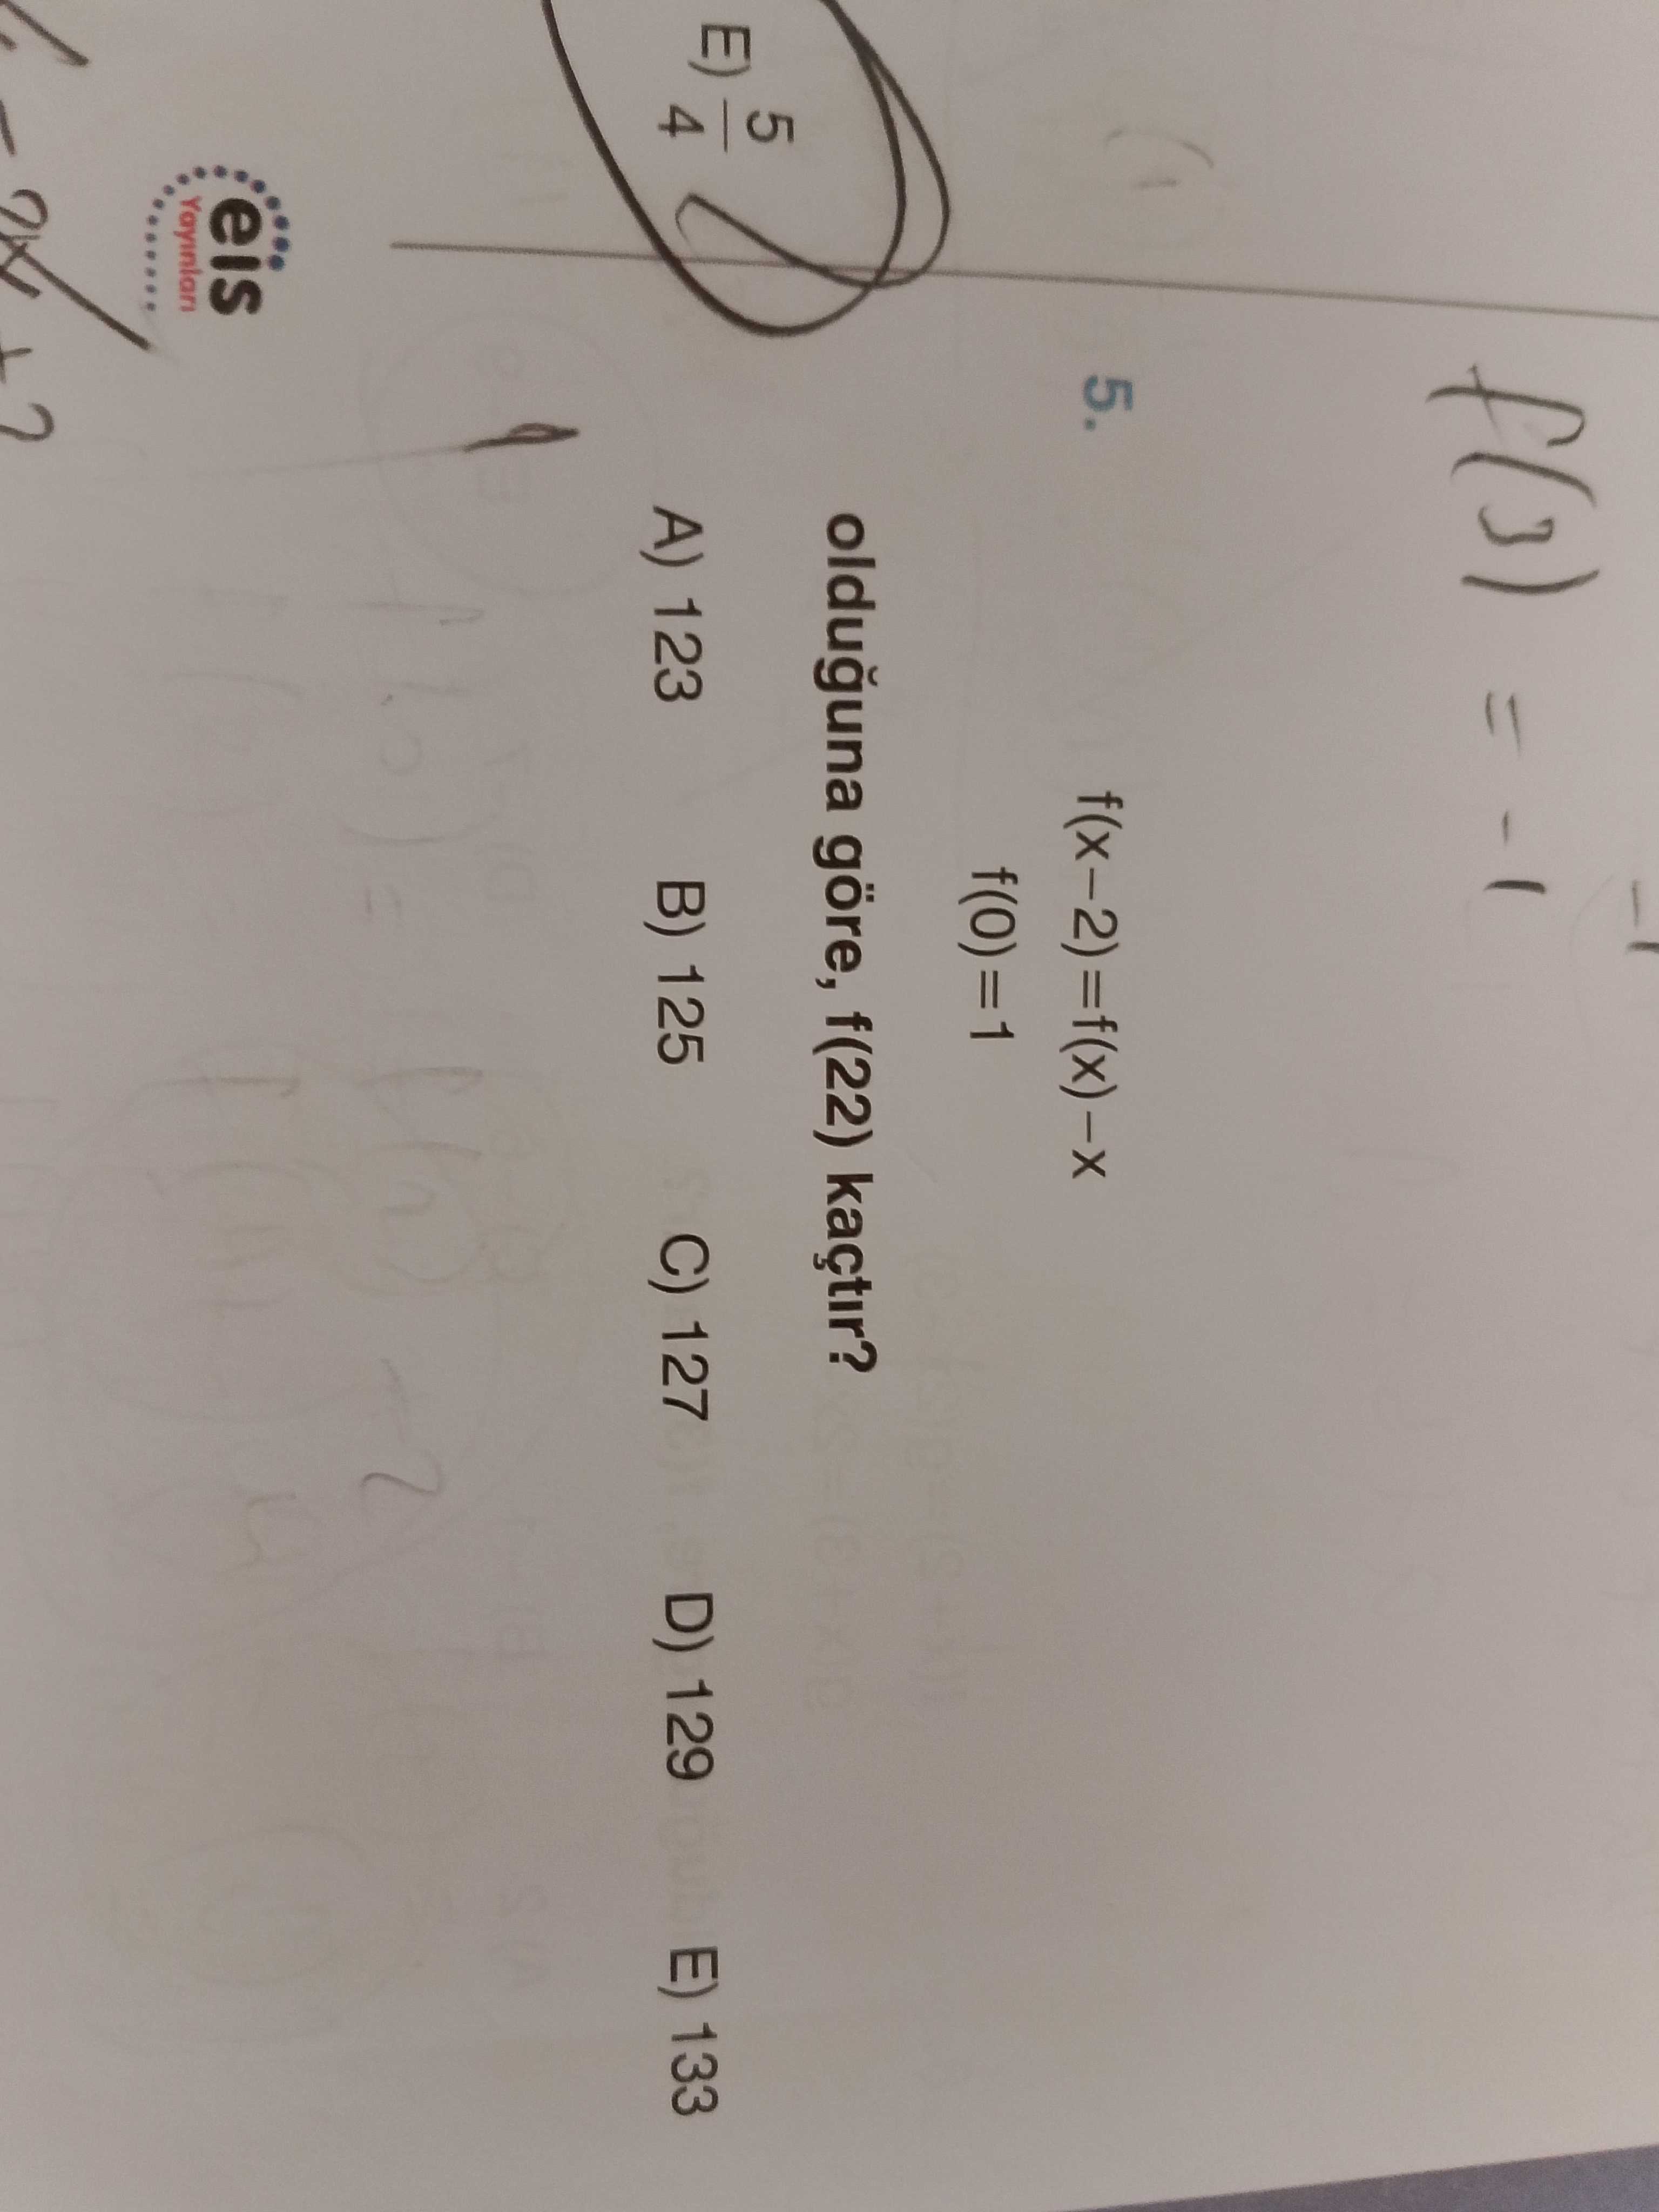 f(3) = -1
5.
f(x-2)=f(x)-x
f(0)=1
olduğuna göre, f(22) kaçtır?
A) 123 B) 125 C) 127 D) 129 E) 133
E) 5/4
eis
Yayınları